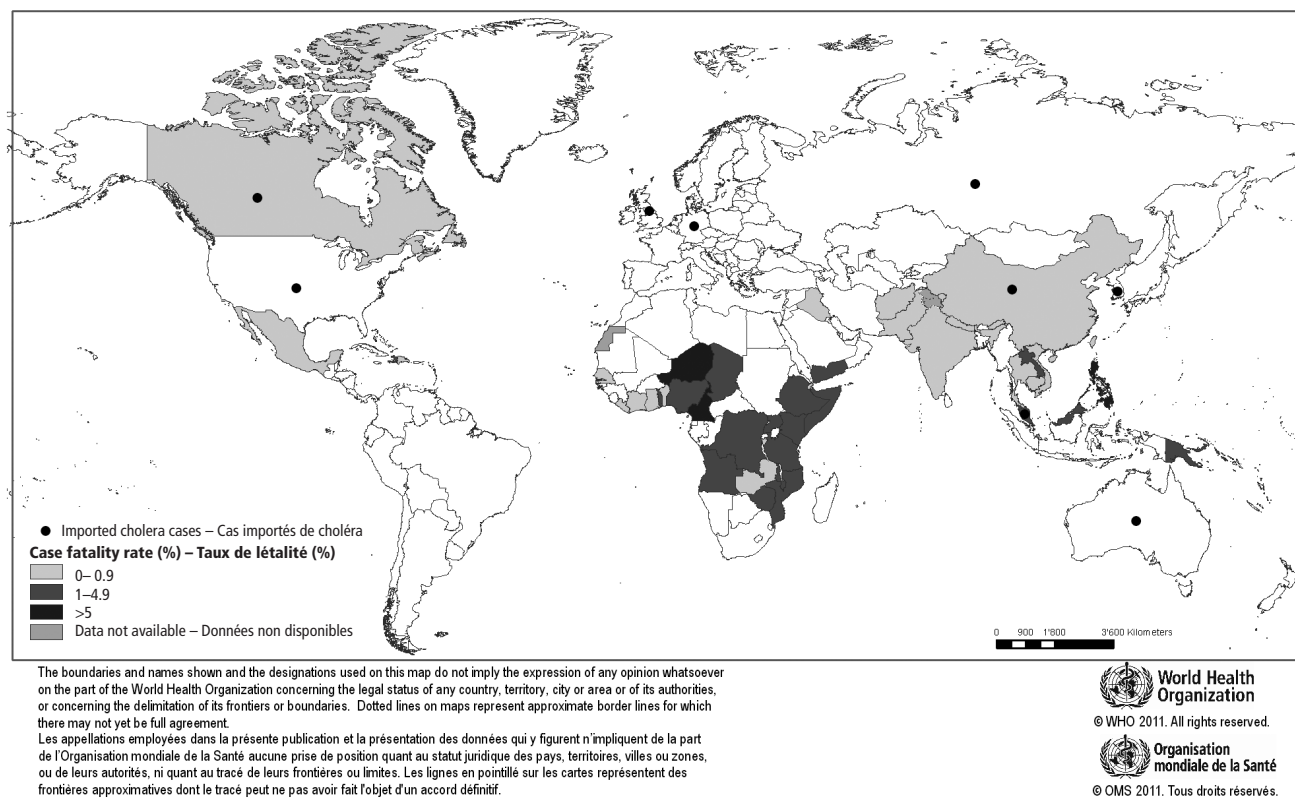 ● Imported cholera cases – Cas importés de choléra
Case fatality rate (%) – Taux de létalité (%)
0– 0.9
1–4.9
>5
Data not available – Données non disponibles
0 900 1'800 3'600 Kilometers
The boundaries and names shown and the designations used on this map do not imply the expression of any opinion whatsoever
on the part of the World Health Organization concerning the legal status of any country, territory, city or area or of its authorities,
or concerning the delimitation of its frontiers or boundaries. Dotted lines on maps represent approximate border lines for which
there may not yet be full agreement.
Les appellations employées dans la présente publication et la présentation des données qui y figurent n'impliquent de la part
de l'Organisation mondiale de la Santé aucune prise de position quant au statut juridique des pays, territoires, villes ou zones,
ou de leurs autorités, ni quant au tracé de leurs frontières ou limites. Les lignes en pointillé sur les cartes représentent des
frontières approximatives dont le tracé peut ne pas avoir fait l'objet d'un accord définitif.
World Health
Organization
© WHO 2011. All rights reserved.
Organisation
mondiale de la Santé
© OMS 2011. Tous droits réservés.